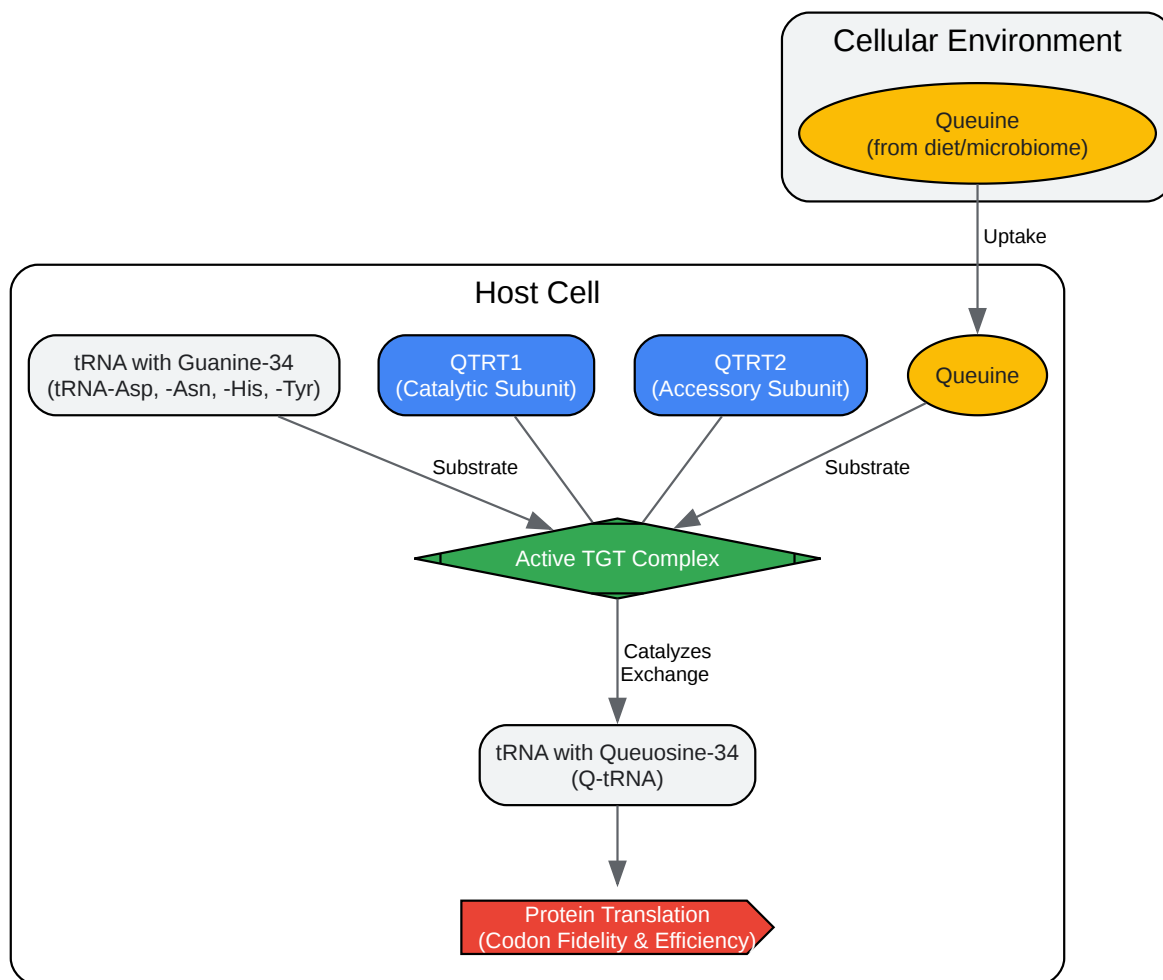 Cellular Environment
Queuine
(from diet/microbiome)
Uptake
Host Cell
tRNA with Guanine-34
(tRNA-Asp, -Asn, -His, -Tyr)
QTRT1
(Catalytic Subunit)
QTRT2
(Accessory Subunit)
Queuine
Substrate
Substrate
Active TGT Complex
Catalyzes
Exchange
tRNA with Queuosine-34
(Q-tRNA)
Protein Translation
(Codon Fidelity & Efficiency)